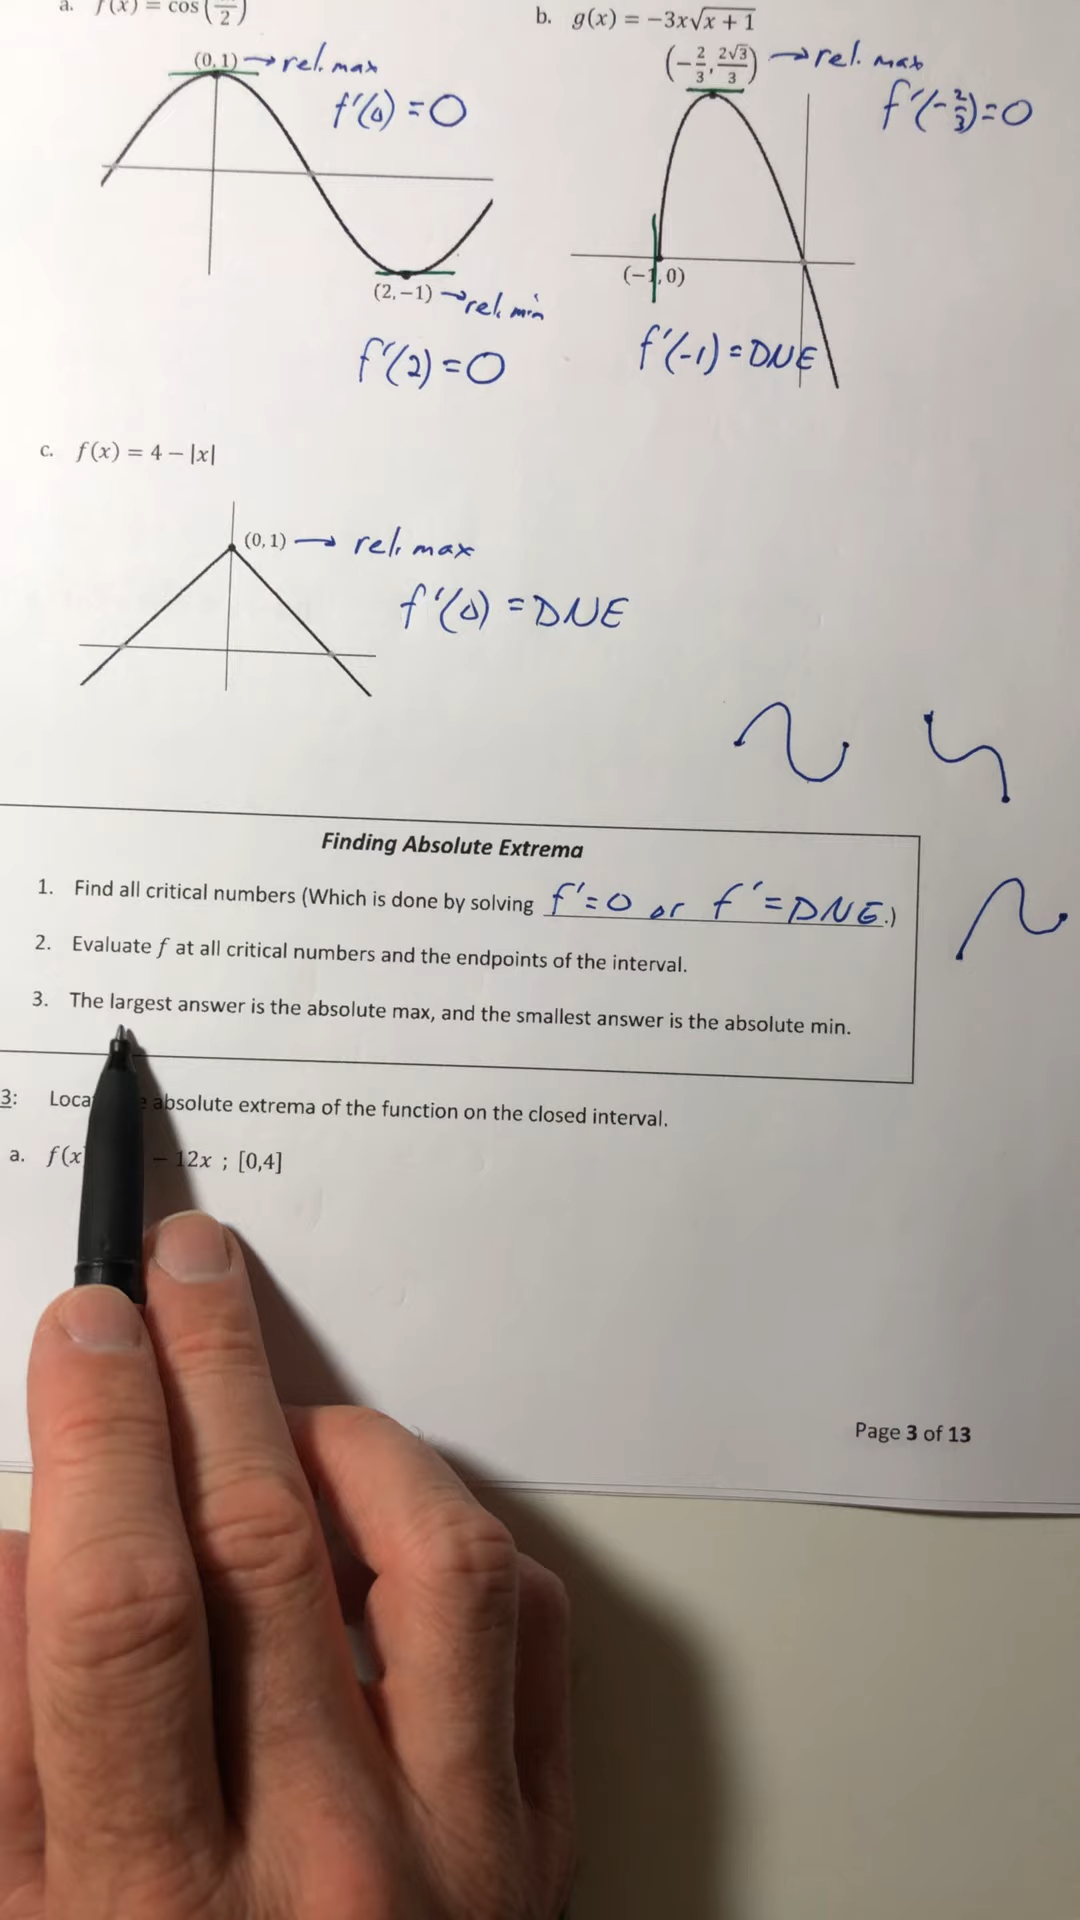 a. f(x) = cos(πx/2)
(0,1) → rel. max
f'(0) = 0
(2,−1) → rel. min
f'(2) = 0
b. g(x) = −3x√(x + 1)
(−2/3, 2√3/3) → rel. max
f'(-2/3) = 0
(−1,0)
f'(-1) = DNE
c. f(x) = 4 − |x|
(0,1) → rel. max
f'(0) = DNE
Finding Absolute Extrema
1. Find all critical numbers (Which is done by solving f' = 0 or f' = DNE.)
2. Evaluate f at all critical numbers and the endpoints of the interval.
3. The largest answer is the absolute max, and the smallest answer is the absolute min.
3: absolute extrema of the function on the closed interval.
a. f(x − 12x ; [0,4]
Page 3 of 13